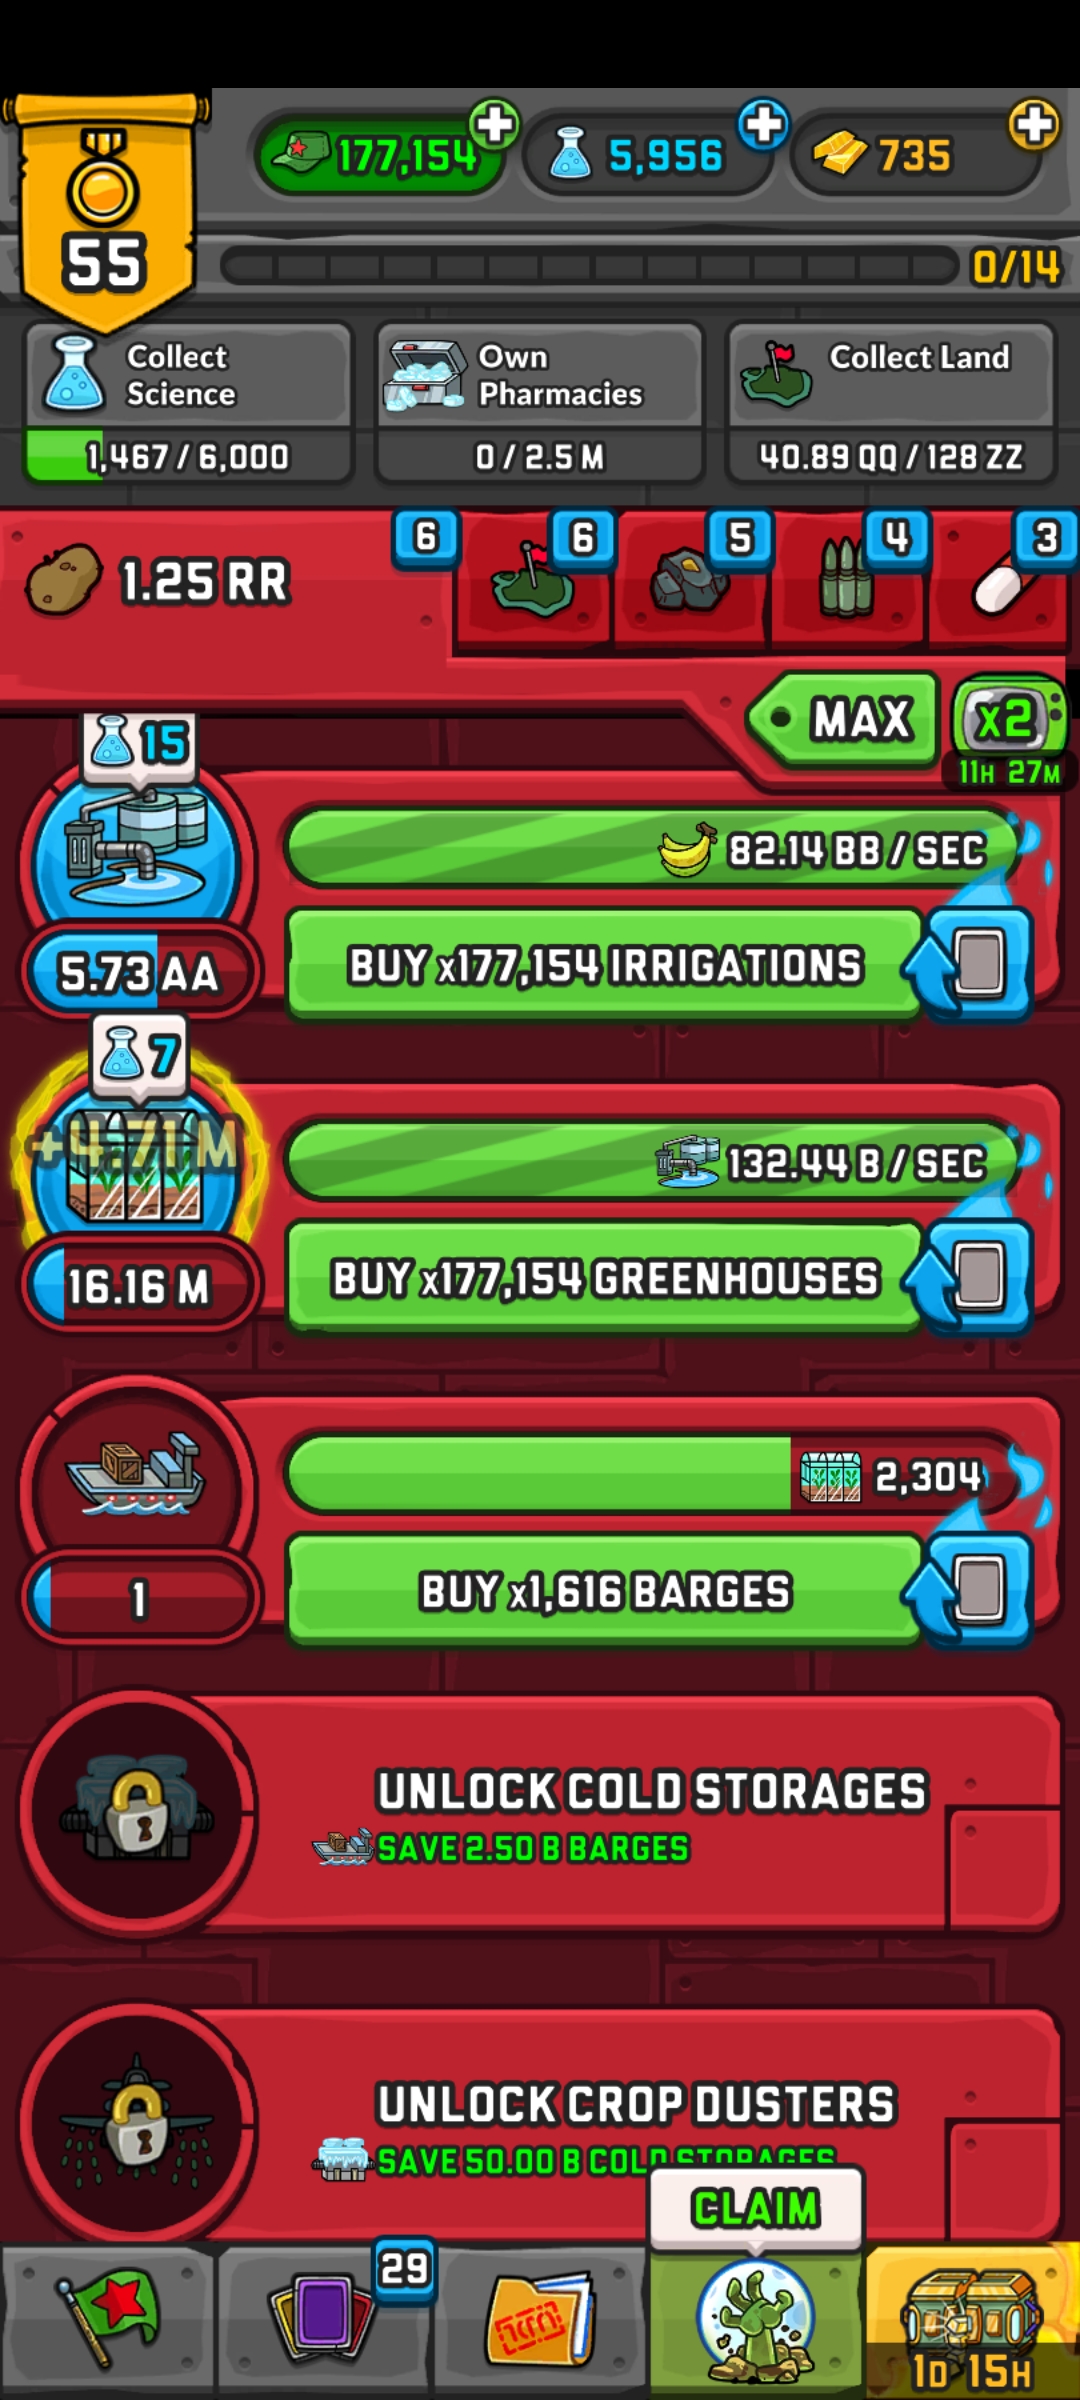 177,154
5,956
735
55
0/14
Collect
Science
1,467 / 6,000
Own
Pharmacies
0 / 2.5 M
Collect Land
40.89 QQ / 128 ZZ
1.25 RR
6
6
5
4
3
MAX
x2
11H 27M
15
82.14 BB / SEC
5.73 AA
BUY x177,154 IRRIGATIONS
7
+4.71 M
132.44 B / SEC
16.16 M
BUY x177,154 GREENHOUSES
2,304
1
BUY x1,616 BARGES
UNLOCK COLD STORAGES
SAVE 2.50 B BARGES
UNLOCK CROP DUSTERS
SAVE 50.00 B COLD STORAGES
CLAIM
29
1D 15H